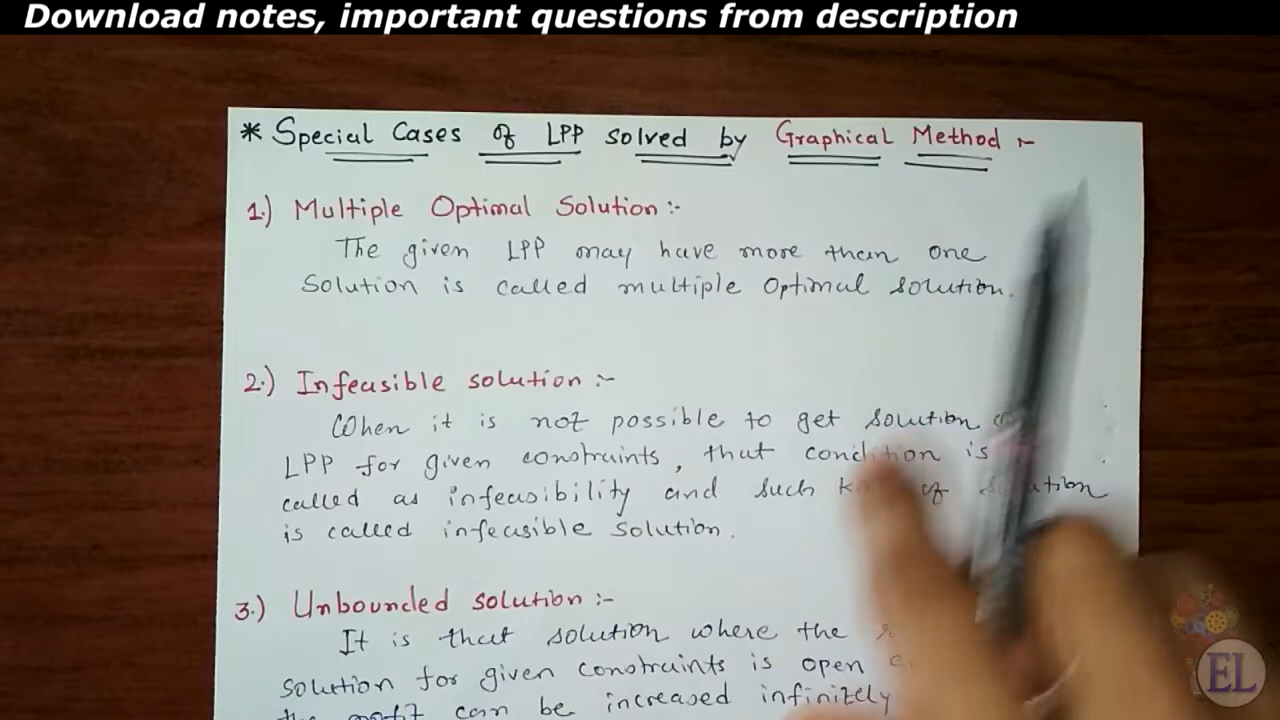 Download notes, important questions from description
* Special Cases of LPP solved by Graphical Method :-
1.) Multiple Optimal Solution :-
The given LPP may have more than one
Solution is called multiple Optimal solution.
2.) Infeasible solution :-
When it is not possible to get solution
LPP for given constraints, that condition is
called as infeasibility and such of
is called infeasible solution.
3.) Unbounded solution :-
It is that solution where the
solution for given constraints is open
the profit can be increased infinitely
EL